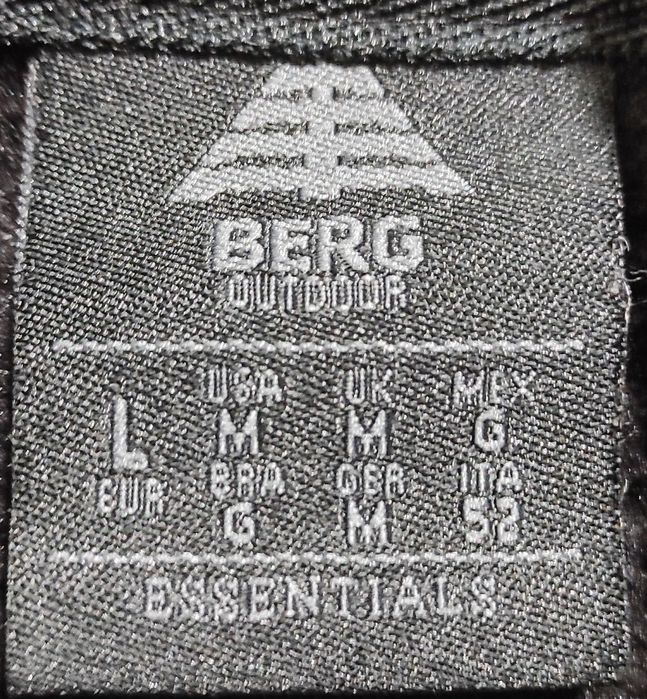 BERG
OUTDOOR
USA UK MEX
L M M G
EUR BRA GER ITA
G M 52
ESSENTIALS